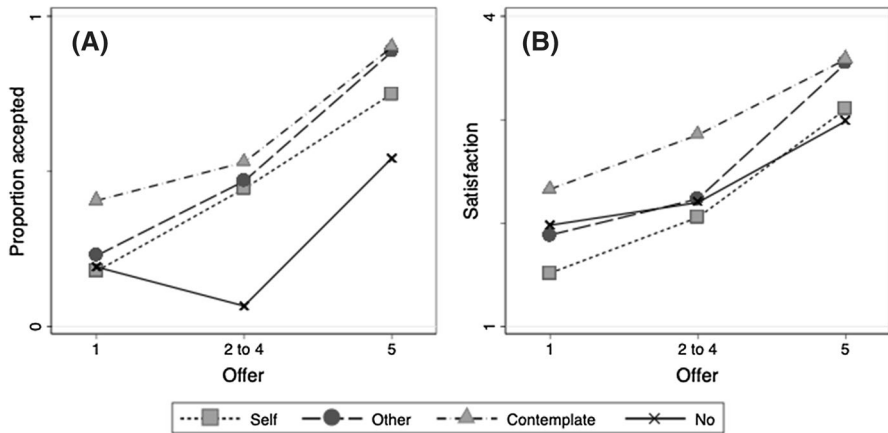 (A)
1
0
Proportion accepted
1
2 to 4
5
Offer
(B)
4
1
Satisfaction
1
2 to 4
5
Offer
Self Other Contemplate No